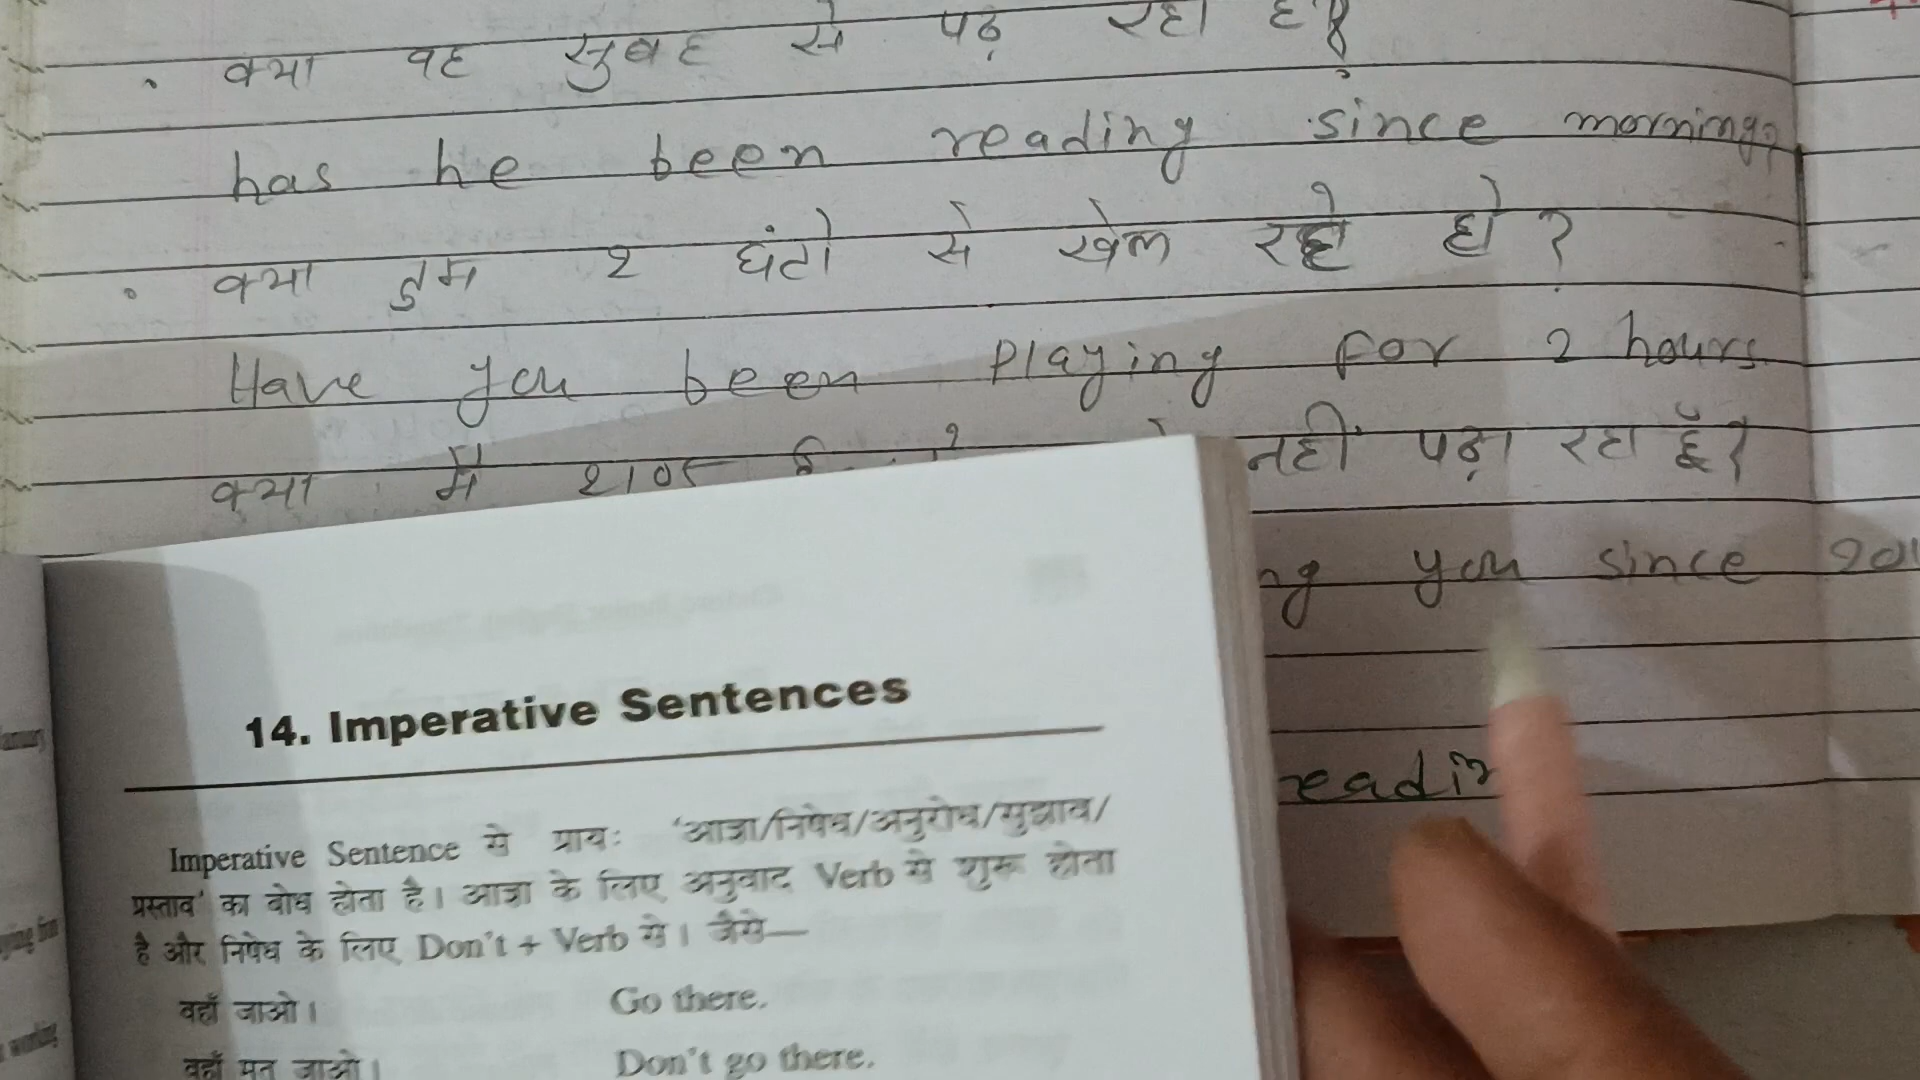 क्या वह सुबह से पढ़ रहा है?
has he been reading since morning?
क्या तुम २ घंटो से खेल रहे हो?
Have you been Playing for 2 hours
क्या मैं नहीं पढ़ा रहा हूँ?
you since
14. Imperative Sentences
Imperative Sentence से प्रायः 'आज्ञा/निषेध/अनुरोध/सुझाव/
प्रस्ताव' का बोध होता है। आज्ञा के लिए अनुवाद Verb से शुरू होता
है और निषेध के लिए Don't + Verb से। जैसे—
वहाँ जाओ। Go there.
वहाँ मत जाओ। Don't go there.